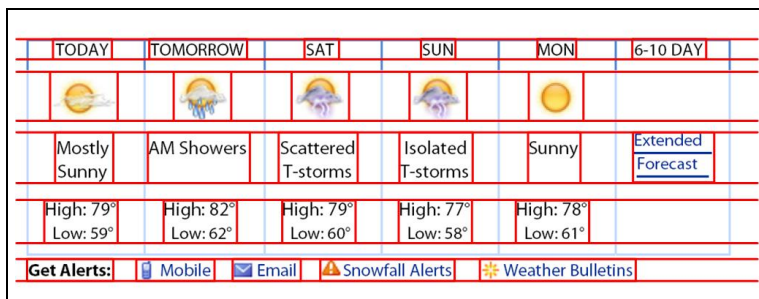 TODAY TOMORROW SAT SUN MON 6-10 DAY
Mostly Sunny AM Showers Scattered T-storms Isolated T-storms Sunny Extended Forecast
High: 79° High: 82° High: 79° High: 77° High: 78°
Low: 59° Low: 62° Low: 60° Low: 58° Low: 61°
Get Alerts: Mobile Email Snowfall Alerts Weather Bulletins